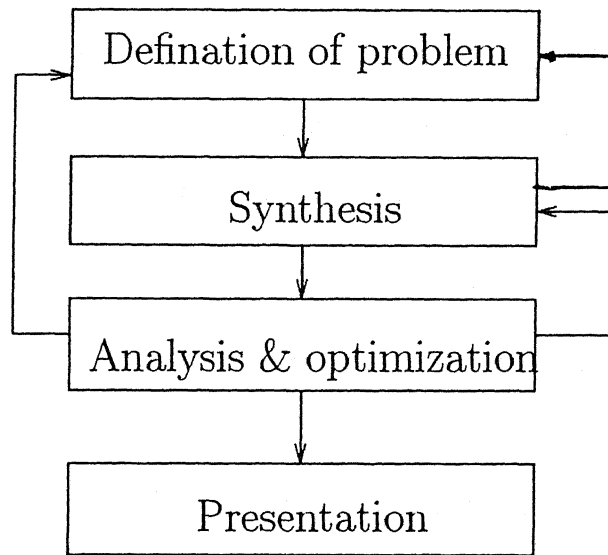 Defination of problem
Synthesis
Analysis & optimization
Presentation